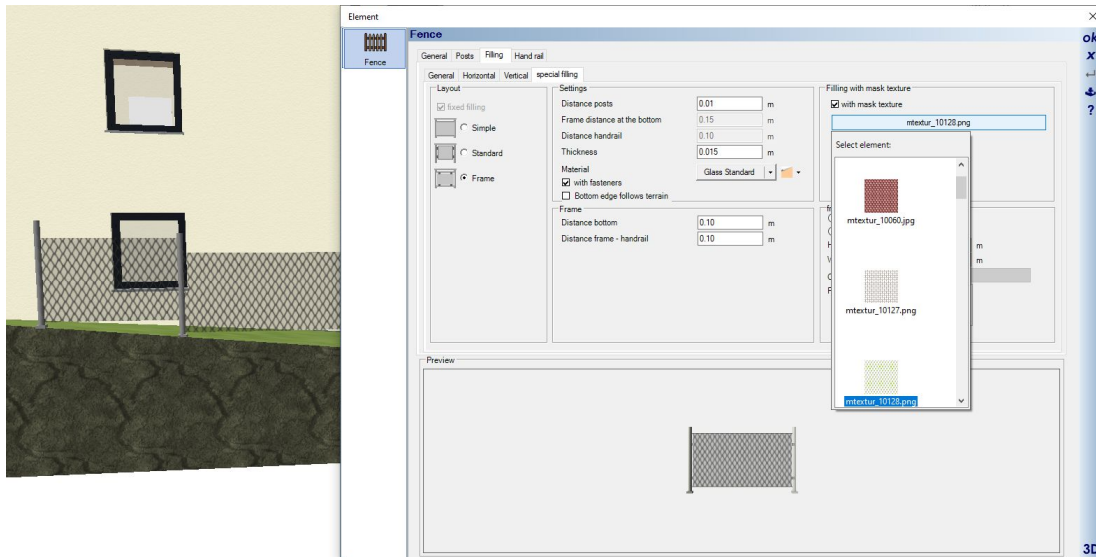 Element
Fence
ok
x
?
Fence
General Posts Filling Hand rail
General Horizontal Vertical special filling
Layout
fixed filling
Simple
Standard
Frame
Settings
Distance posts 0.01 m
Frame distance at the bottom 0.15 m
Distance handrail 0.10 m
Thickness 0.015 m
Material Glass Standard
with fasteners
Bottom edge follows terrain
Frame
Distance bottom 0.10 m
Distance frame - handrail 0.10 m
Filling with mask texture
with mask texture
mtextur_10128.png
Select element:
mtextur_10060.jpg
mtextur_10127.png
mtextur_10128.png
m
m
Preview
3D